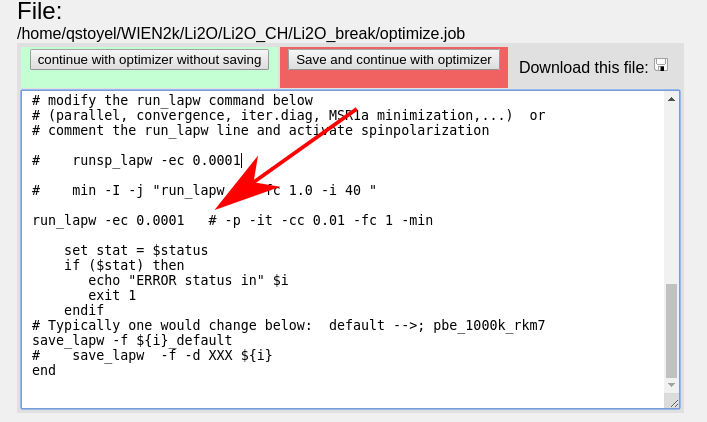 File:
/home/qstoyel/WIEN2k/Li2O/Li2O_CH/Li2O_break/optimize.job
continue with optimizer without saving
Save and continue with optimizer
Download this file:
# modify the run_lapw command below
# (parallel, convergence, iter.diag, MSR1a minimization,...)  or
# comment the run_lapw line and activate spinpolarization
#    runsp_lapw -ec 0.0001
#    min -I -j "run_lapw fc 1.0 -i 40 "
run_lapw -ec 0.0001   # -p -it -cc 0.01 -fc 1 -min
    set stat = $status
    if ($stat) then
       echo "ERROR status in" $i
       exit 1
    endif
# Typically one would change below:  default -->; pbe_1000k_rkm7
save_lapw -f ${i}_default
#    save_lapw  -f -d XXX ${i}
end